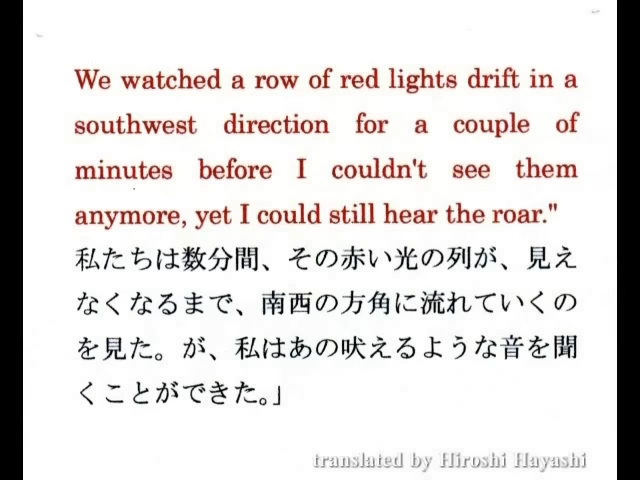 We watched a row of red lights drift in a
southwest direction for a couple of
minutes before I couldn't see them
anymore, yet I could still hear the roar."
私たちは数分間、その赤い光の列が、見え
なくなるまで、南西の方角に流れていくの
を見た。が、私はあの吠えるような音を聞
くことができた。」
translated by Hiroshi Hayashi